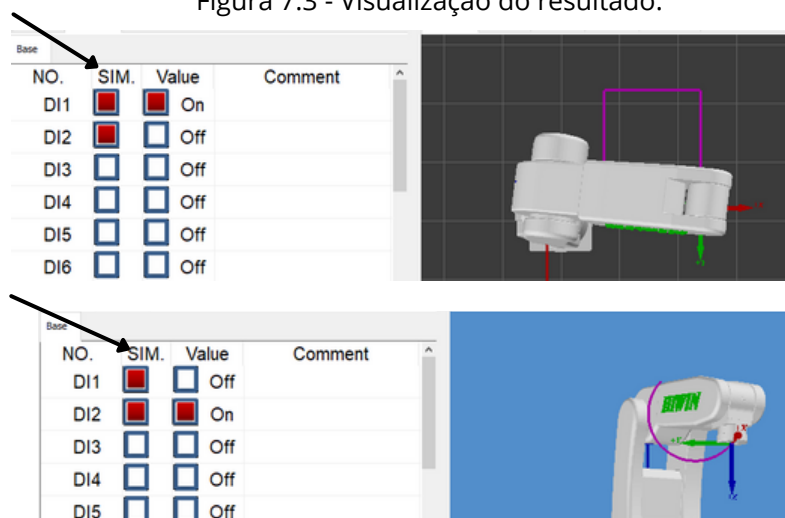 Figura 7.3 - Visualização do resultado.
Base
NO. SIM. Value Comment
DI1 On
DI2 Off
DI3 Off
DI4 Off
DI5 Off
DI6 Off
Base
NO. SIM. Value Comment
DI1 Off
DI2 On
DI3 Off
DI4 Off
DI5 Off
HIWIN